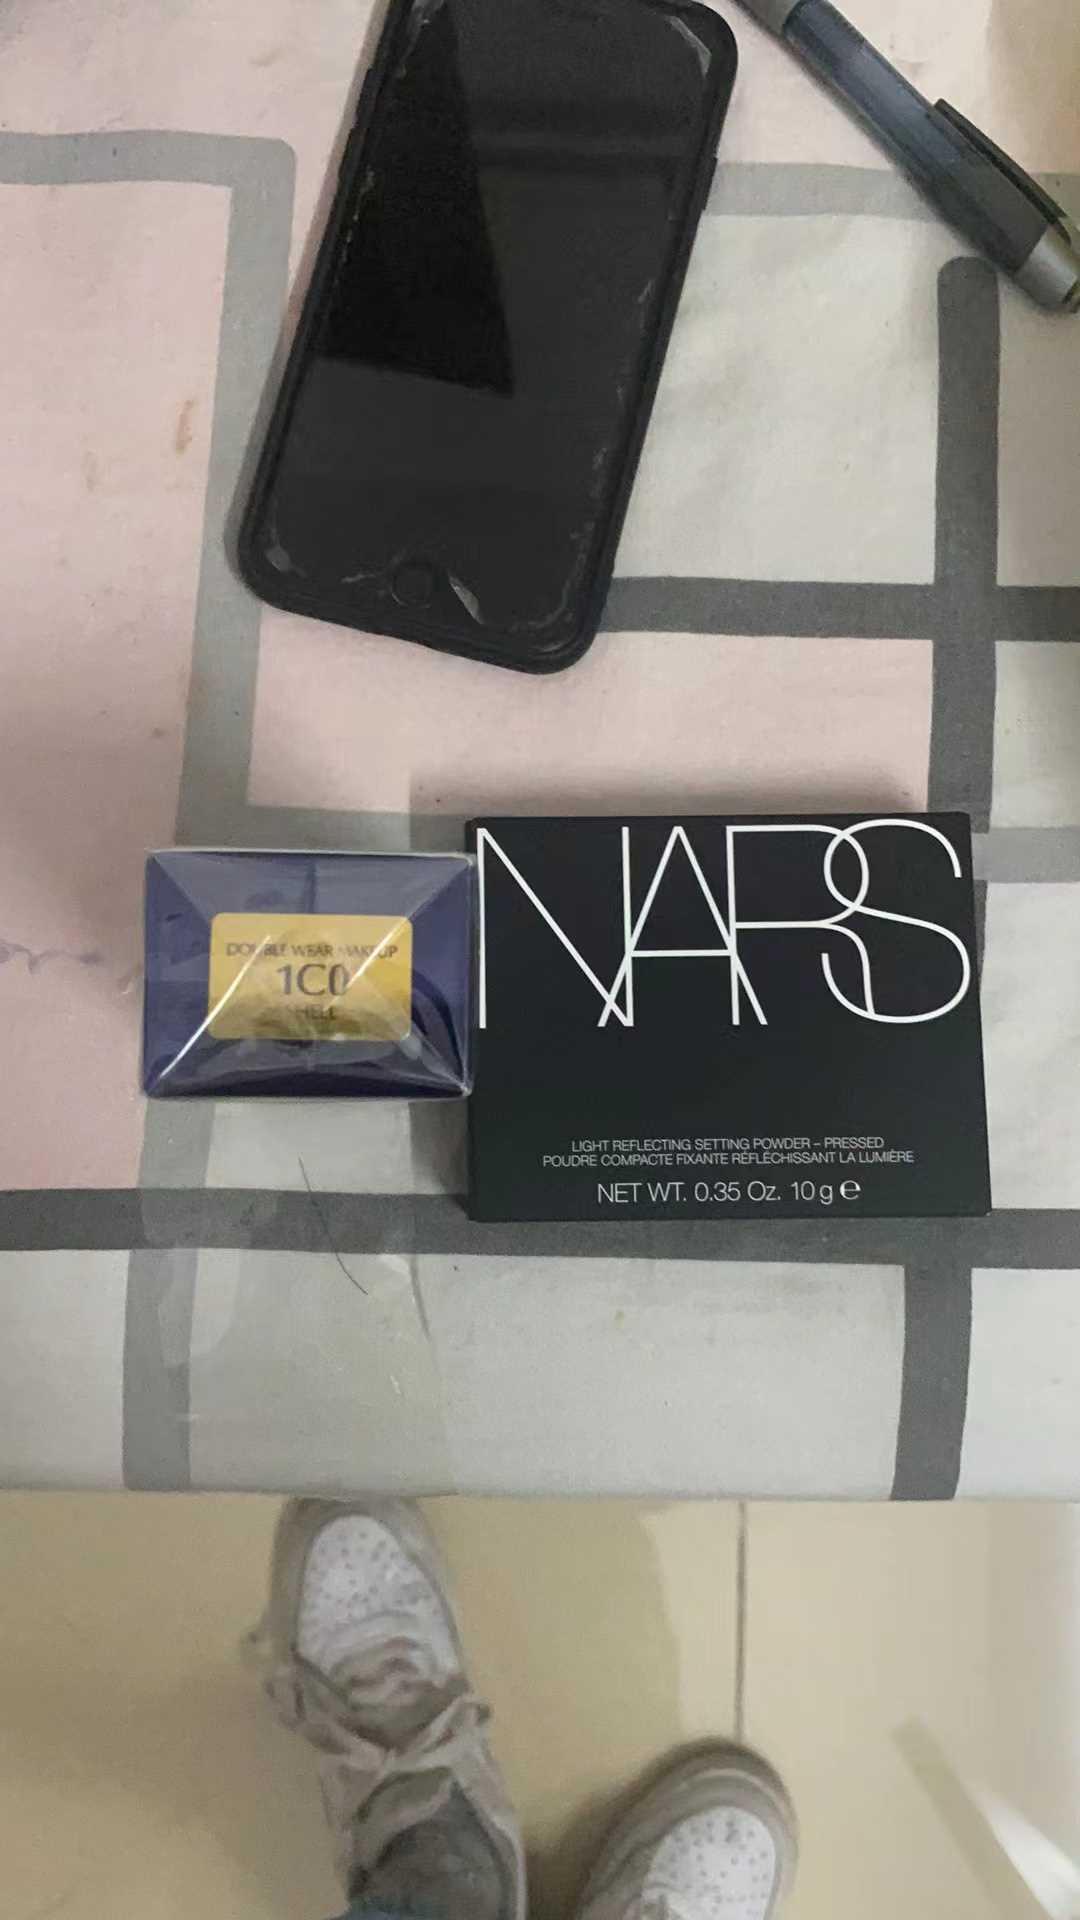 DOUBLE WEAR MAKEUP
1C0
SHELL
NARS
LIGHT REFLECTING SETTING POWDER – PRESSED
POUDRE COMPACTE FIXANTE RÉFLÉCHISSANT LA LUMIÈRE
NET WT. 0.35 Oz. 10 g ℮